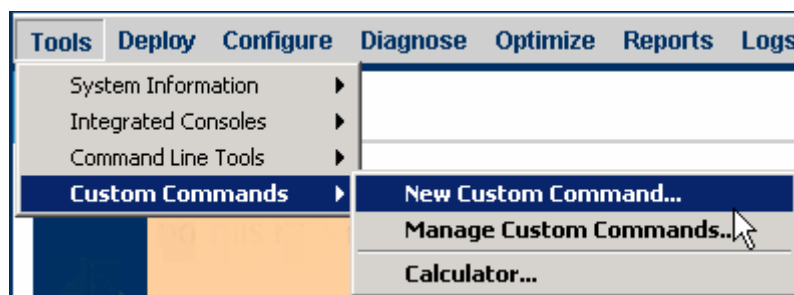 Tools Deploy Configure Diagnose Optimize Reports Logs
System Information
Integrated Consoles
Command Line Tools
Custom Commands
New Custom Command...
Manage Custom Commands..
Calculator...